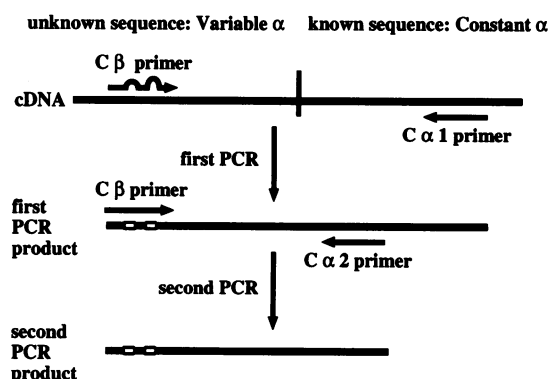 unknown sequence: Variable α
known sequence: Constant α
C β primer
cDNA
C α 1 primer
first PCR
C β primer
first
PCR
product
C α 2 primer
second PCR
second
PCR
product